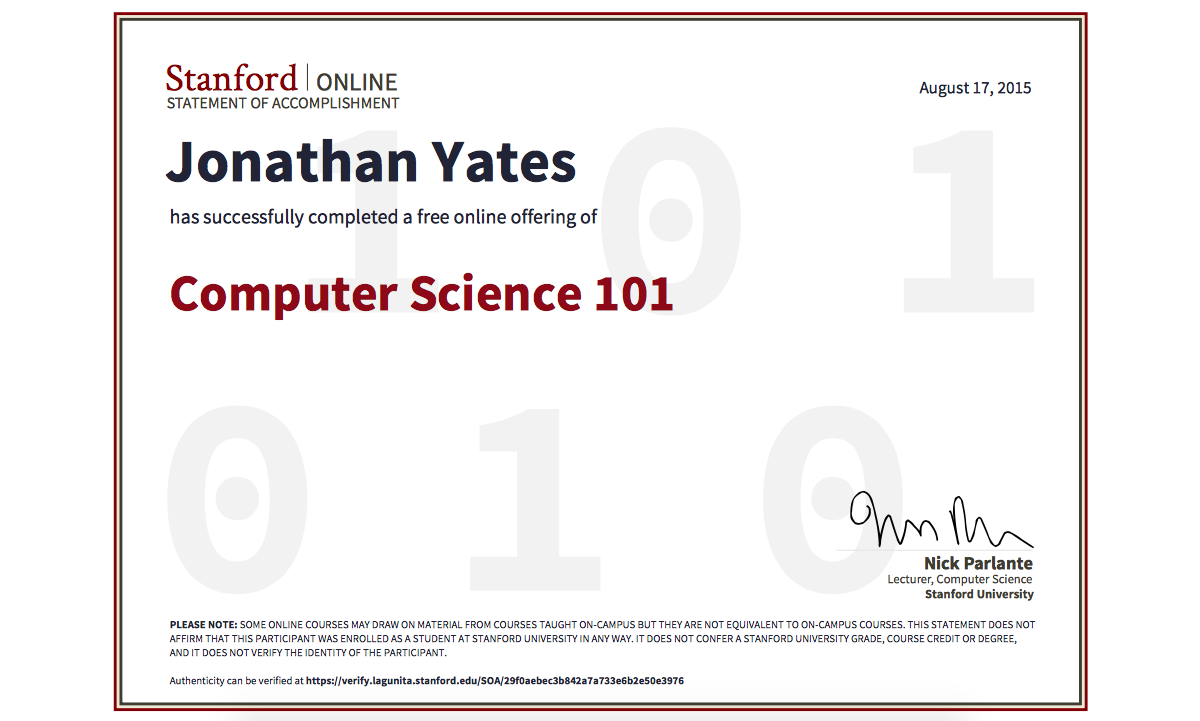 Stanford | ONLINE
STATEMENT OF ACCOMPLISHMENT
August 17, 2015
Jonathan Yates
has successfully completed a free online offering of
Computer Science 101
1 0 1
0 1 0
Nick Parlante
Lecturer, Computer Science
Stanford University
PLEASE NOTE: SOME ONLINE COURSES MAY DRAW ON MATERIAL FROM COURSES TAUGHT ON-CAMPUS BUT THEY ARE NOT EQUIVALENT TO ON-CAMPUS COURSES. THIS STATEMENT DOES NOT
AFFIRM THAT THIS PARTICIPANT WAS ENROLLED AS A STUDENT AT STANFORD UNIVERSITY IN ANY WAY. IT DOES NOT CONFER A STANFORD UNIVERSITY GRADE, COURSE CREDIT OR DEGREE,
AND IT DOES NOT VERIFY THE IDENTITY OF THE PARTICIPANT.
Authenticity can be verified at https://verify.lagunita.stanford.edu/SOA/29f0aebec3b842a7a733e6b2e50e3976